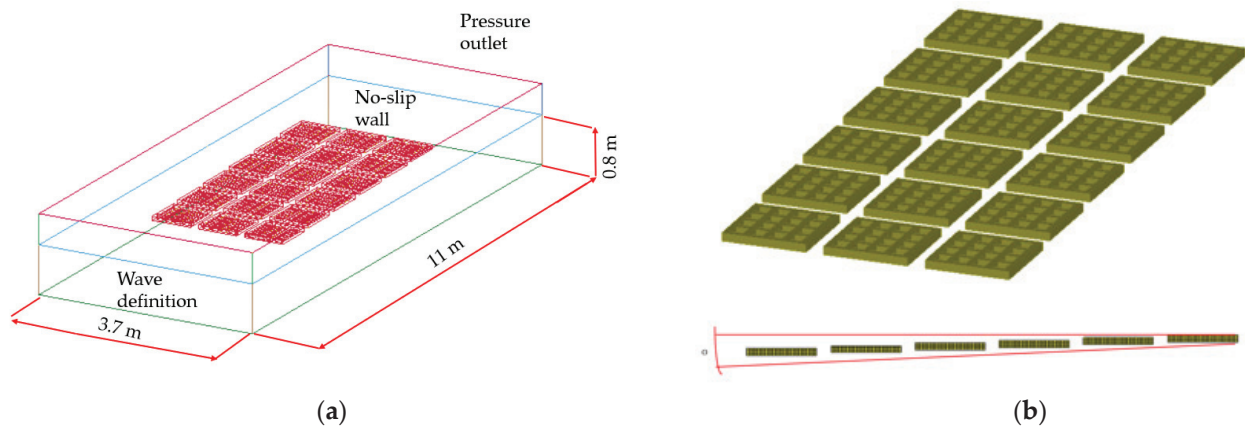 Pressure
outlet
No-slip
wall
0.8 m
11 m
Wave
definition
3.7 m
(a)
(b)